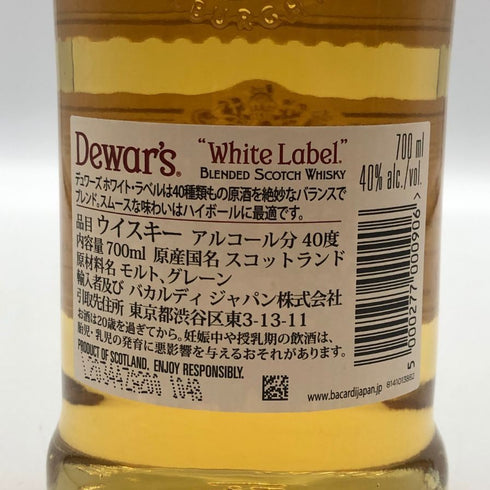 Dewar's®
"White Label"
BLENDED SCOTCH WHISKY
700 ml
40% alc./vol.
デュワーズ ホワイト・ラベルは40種類もの原酒を絶妙なバランスで
ブレンド。スムースな味わいはハイボールに最適です。
品目 ウイスキー アルコール分 40度
内容量 700ml 原産国名 スコットランド
原材料名 モルト、グレーン
輸入者及び バカルディ ジャパン株式会社
引取先住所 東京都渋谷区東3-13-11
お酒は20歳を過ぎてから。妊娠中や授乳期の飲酒は、
胎児・乳児の発育に悪影響を与えるおそれがあります。
PRODUCT OF SCOTLAND. ENJOY RESPONSIBLY.
1048
www.bacardijapan.jp
5 000277 000906